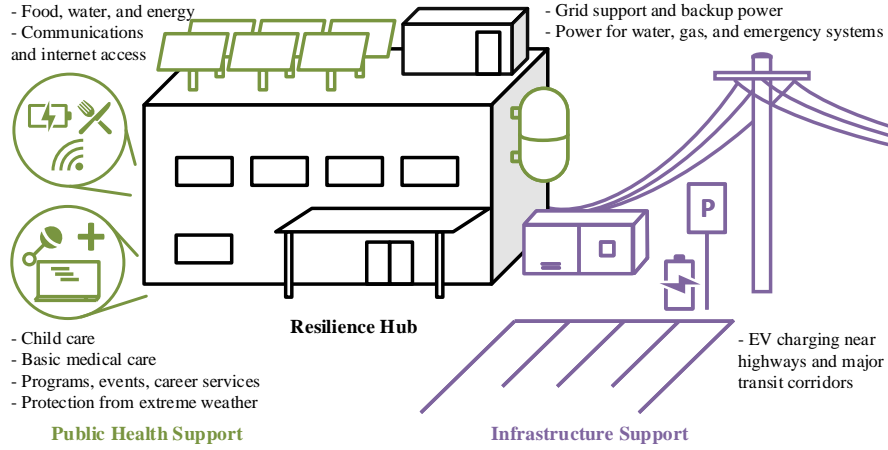 - Food, water, and energy
- Communications
and internet access
- Grid support and backup power
- Power for water, gas, and emergency systems
P
Resilience Hub
- Child care
- Basic medical care
- Programs, events, career services
- Protection from extreme weather
- EV charging near
highways and major
transit corridors
Public Health Support
Infrastructure Support